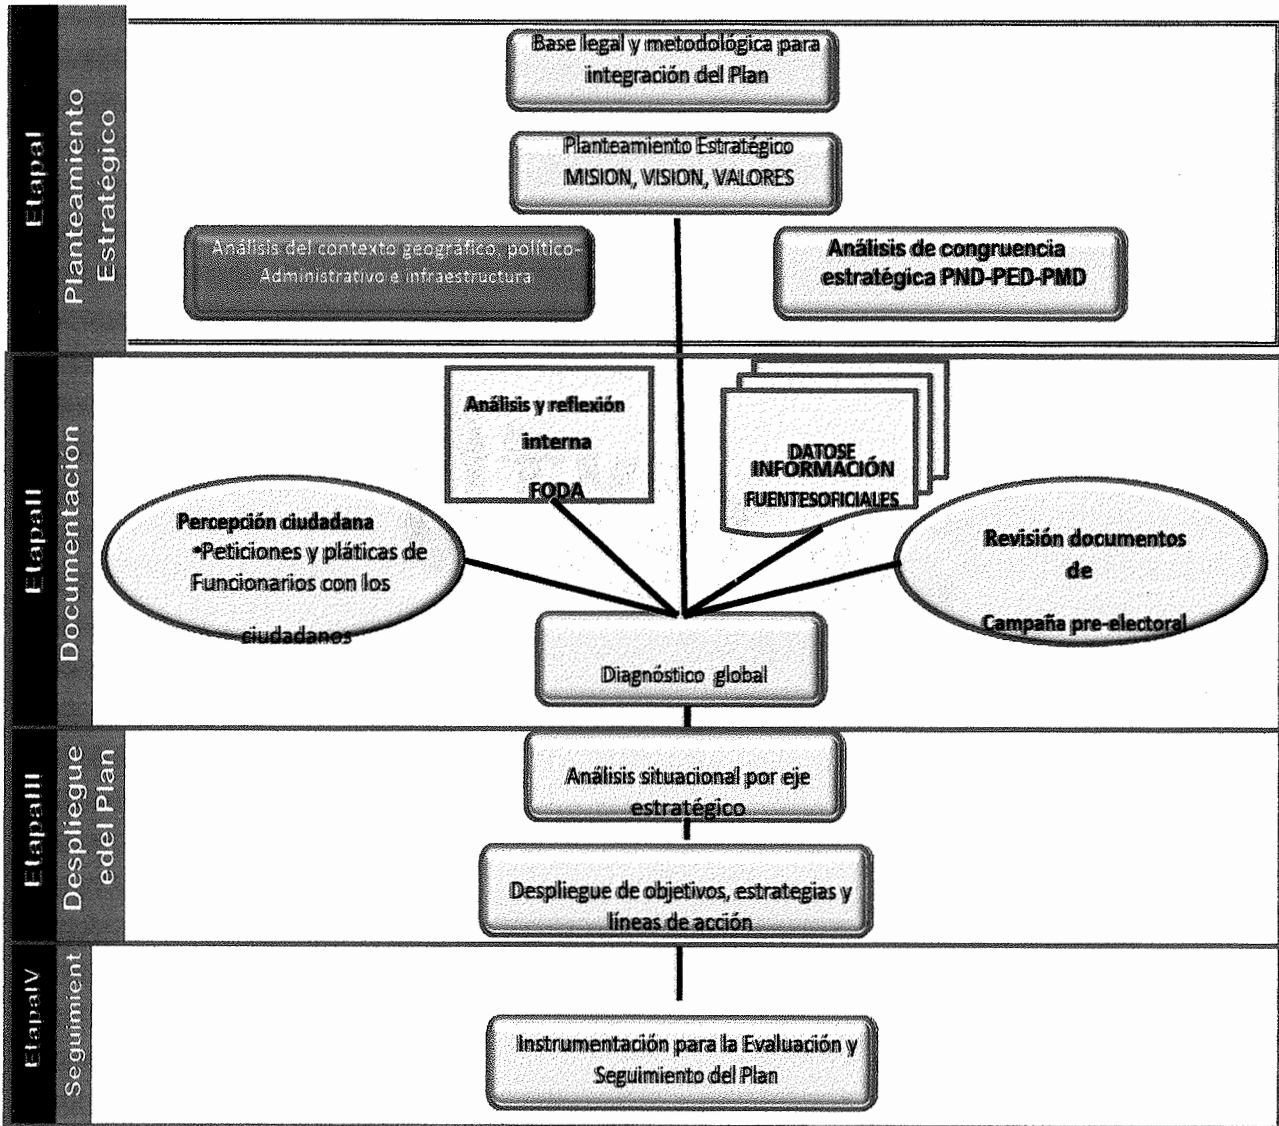 Etapa I
Planteamiento
Estratégico
Base legal y metodológica para
integración del Plan
Planteamiento Estratégico
MISION, VISION, VALORES
Análisis del contexto geográfico, político-
Administrativo e infraestructura
Análisis de congruencia
estratégica PND-PED-PMD
EtapaII
Documentación
Análisis y reflexión
interna
FODA
DATOSE
INFORMACIÓN
FUENTESOFICIALES
Percepción ciudadana
•Peticiones y pláticas de
Funcionarios con los
ciudadanos
Revisión documentos
de
Campaña pre-electoral
Diagnóstico global
EtapaIII
Despliegue
edel Plan
Análisis situacional por eje
estratégico
Despliegue de objetivos, estrategias y
líneas de acción
EtapaIV
Seguimient
Instrumentación para la Evaluación y
Seguimiento del Plan